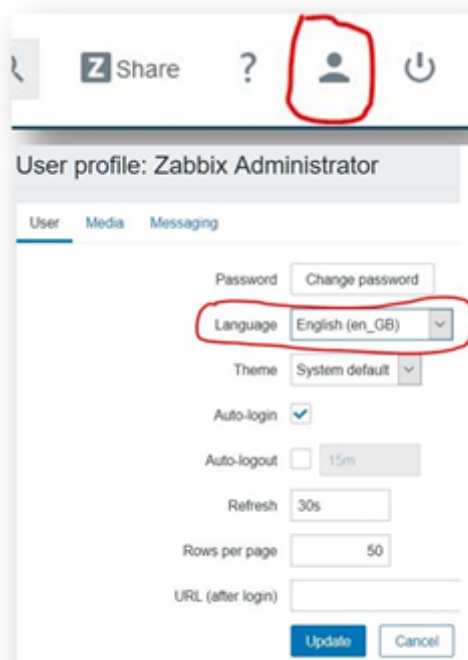 Z Share ?
User profile: Zabbix Administrator
User Media Messaging
Password Change password
Language English (en_GB)
Theme System default
Auto-login
Auto-logout 15m
Refresh 30s
Rows per page 50
URL (after login)
Update Cancel